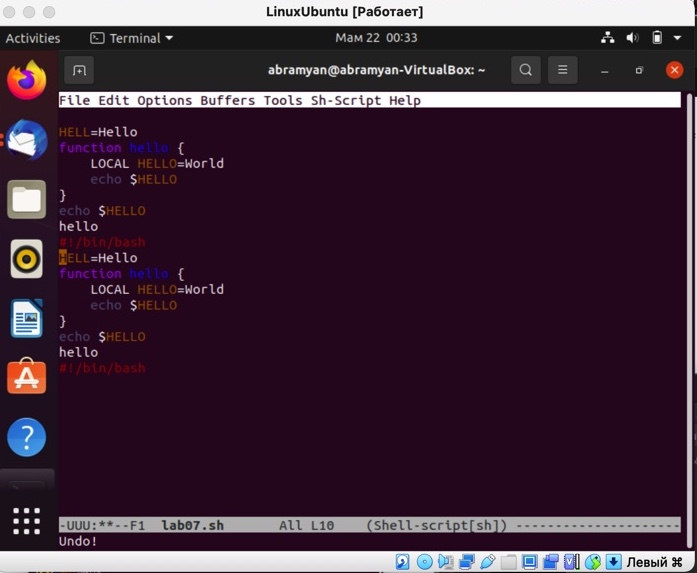 LinuxUbuntu [Работает]
Activities Terminal Мам 22 00:33
abramyan@abramyan-VirtualBox: ~
File Edit Options Buffers Tools Sh-Script Help
HELL=Hello
function hello {
LOCAL HELLO=World
echo $HELLO
}
echo $HELLO
hello
#!/bin/bash
HELL=Hello
function hello {
LOCAL HELLO=World
echo $HELLO
}
echo $HELLO
hello
#!/bin/bash
-UUU:**--F1 lab07.sh All L10 (Shell-script[sh]) ---------------------
Undo!
Левый ⌘